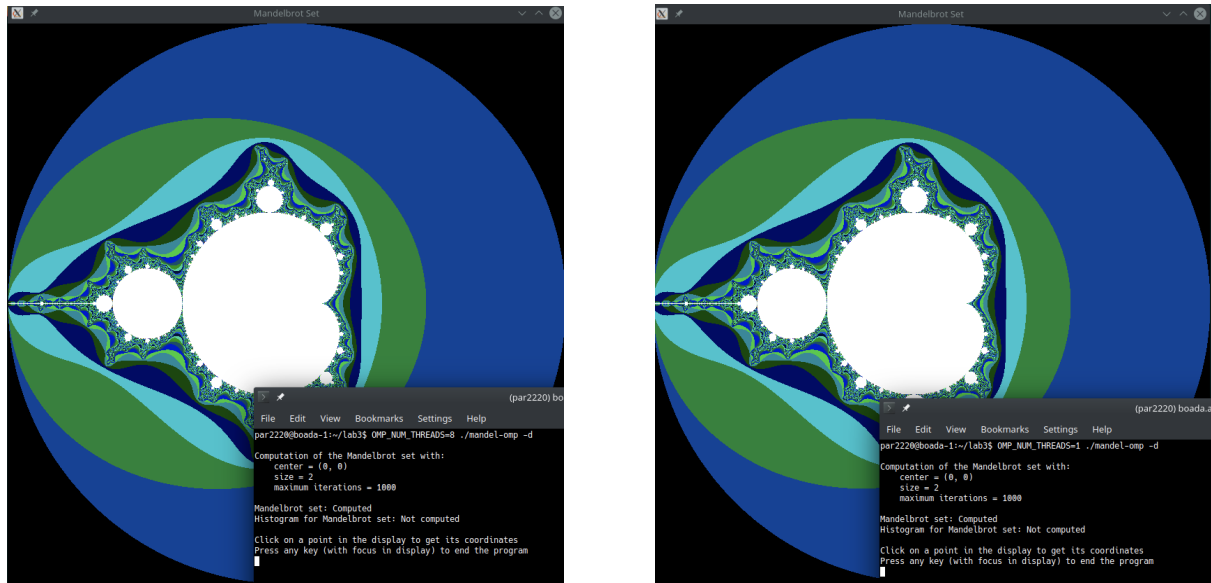 Mandelbrot Set
(par2220) bo
File Edit View Bookmarks Settings Help
par2220@boada-1:~/lab3$ OMP_NUM_THREADS=8 ./mandel-omp -d
Computation of the Mandelbrot set with:
center = (0, 0)
size = 2
maximum iterations = 1000
Mandelbrot set: Computed
Histogram for Mandelbrot set: Not computed
Click on a point in the display to get its coordinates
Press any key (with focus in display) to end the program
Mandelbrot Set
(par2220) boada.a
File Edit View Bookmarks Settings Help
par2220@boada-1:~/lab3$ OMP_NUM_THREADS=1 ./mandel-omp -d
Computation of the Mandelbrot set with:
center = (0, 0)
size = 2
maximum iterations = 1000
Mandelbrot set: Computed
Histogram for Mandelbrot set: Not computed
Click on a point in the display to get its coordinates
Press any key (with focus in display) to end the program